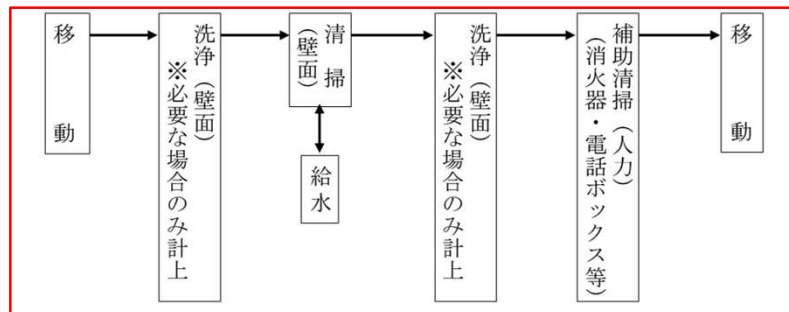 移動
洗浄（壁面）
※必要な場合のみ計上
清掃
（壁面）
給水
洗浄（壁面）
※必要な場合のみ計上
補助清掃（人力）
（消火器・電話ボックス等）
移動